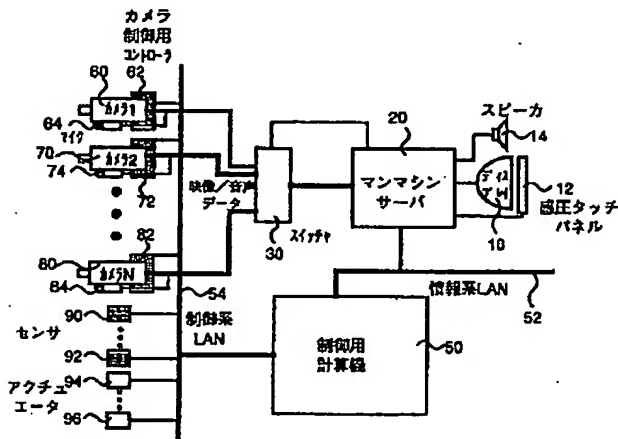 カメラ
制御用
コントローラ
60
62
カメラ1
64
マイク
70
カメラ2
74
72
映像／音声
データ
スイッチャ
30
20
マンマシン
サーバ
スピーカ
14
ディス
プレイ
10
12
感圧タッチ
パネル
82
80
カメラN
84
54
制御系
LAN
情報系LAN
52
センサ
90
92
アクチュ
エータ
94
96
制御用
計算機
50